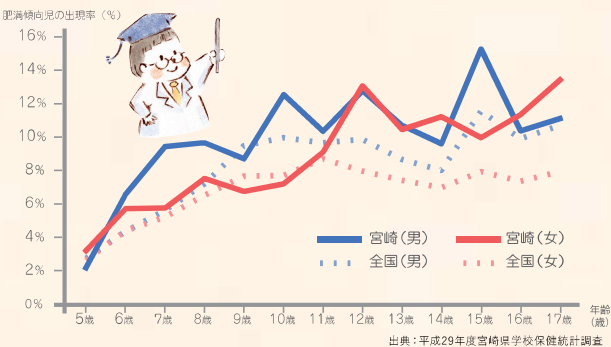 肥満傾向児の出現率（%）
16%
14%
12%
10%
8%
6%
4%
2%
0%
5歳 6歳 7歳 8歳 9歳 10歳 11歳 12歳 13歳 14歳 15歳 16歳 17歳
年齢
（歳）
宮崎（男） 宮崎（女）
全国（男） 全国（女）
出典：平成29年度宮崎県学校保健統計調査